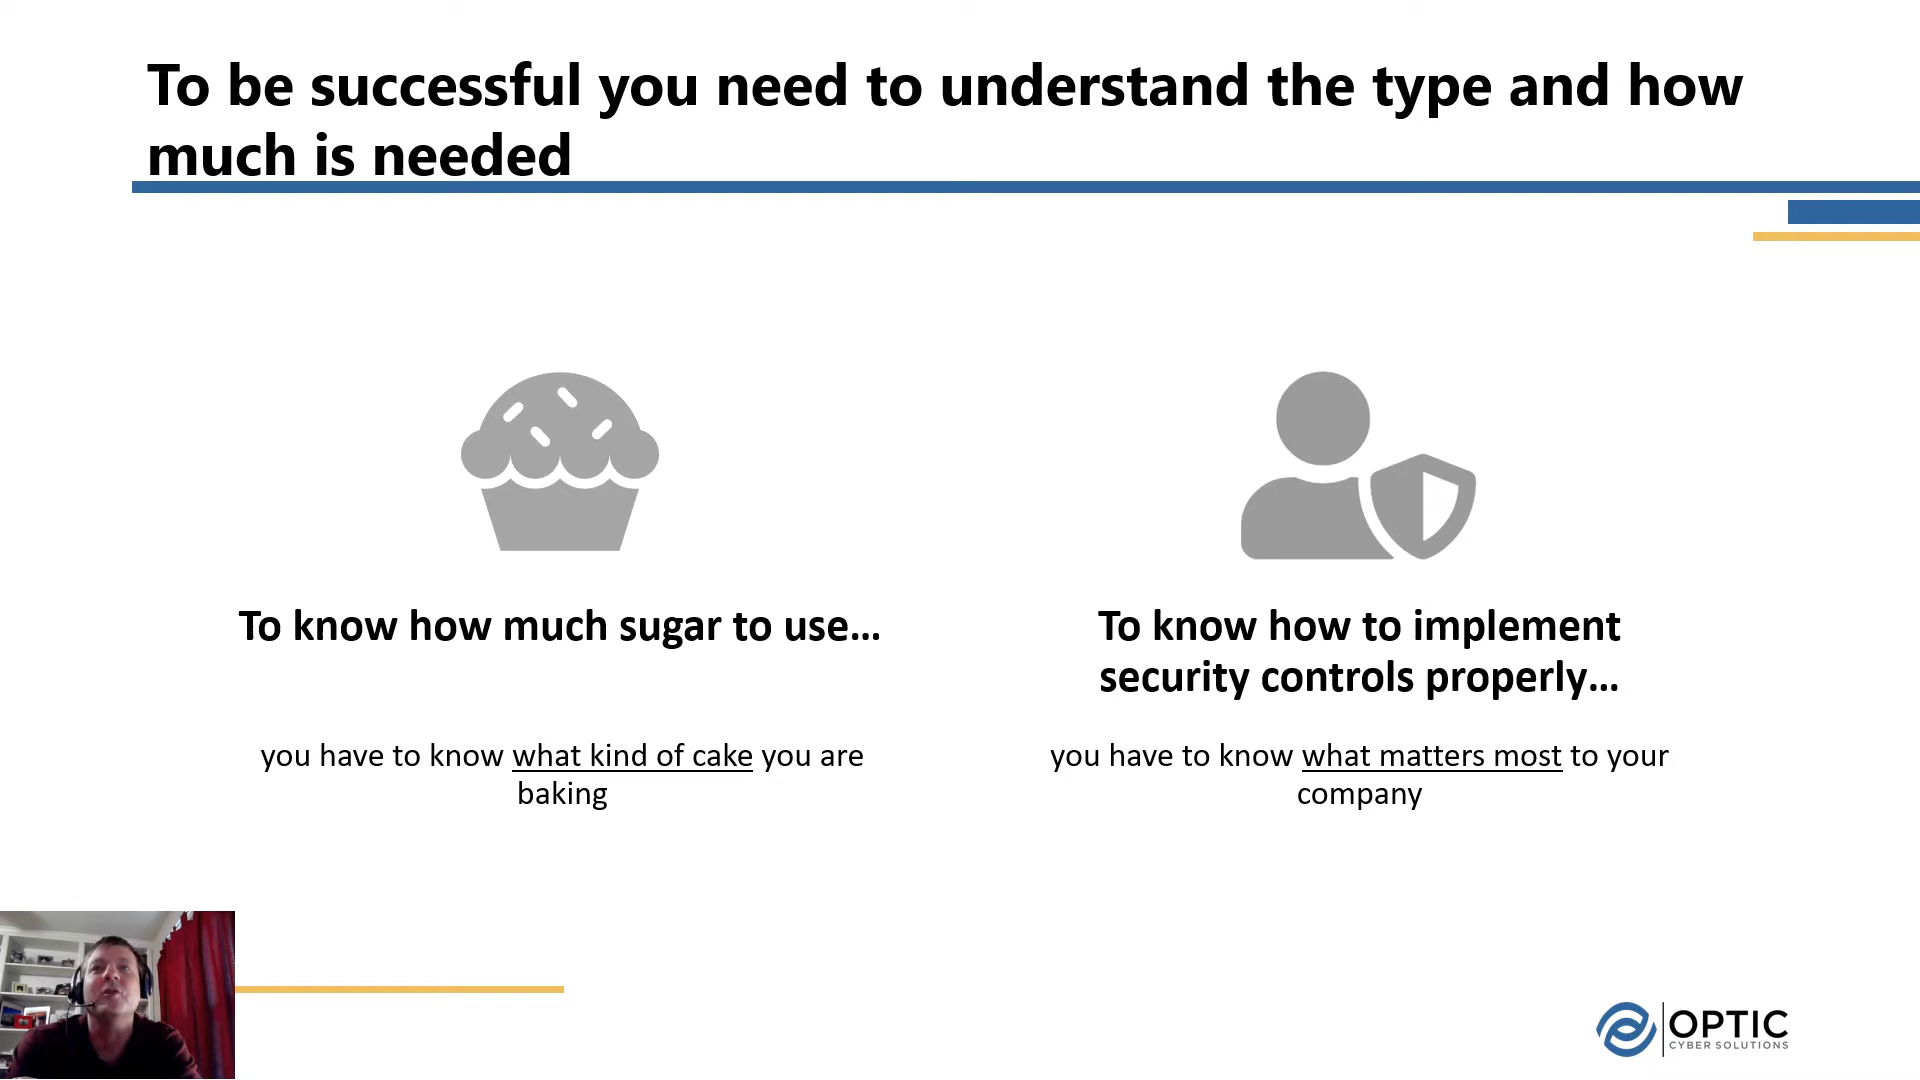 To be successful you need to understand the type and how
much is needed
To know how much sugar to use...
you have to know what kind of cake you are
baking
To know how to implement
security controls properly...
you have to know what matters most to your
company
OPTIC
CYBER SOLUTIONS